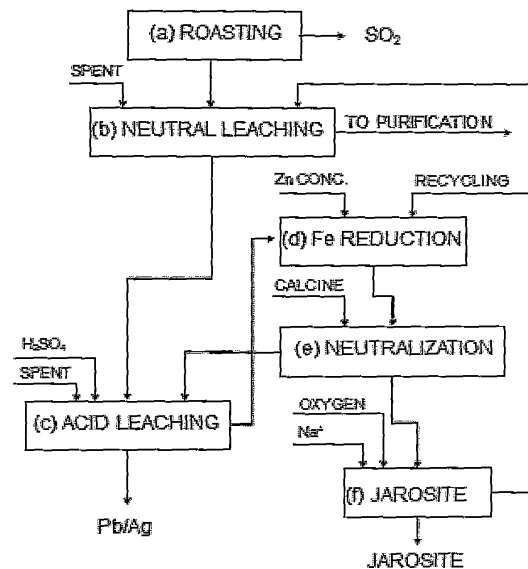 (a) ROASTING
SO₂
SPENT
(b) NEUTRAL LEACHING
TO PURIFICATION
Zn CONC.
RECYCLING
(d) Fe REDUCTION
CALCINE
(e) NEUTRALIZATION
H₂SO₄
SPENT
(c) ACID LEACHING
OXYGEN
Na⁺
(f) JAROSITE
Pb/Ag
JAROSITE